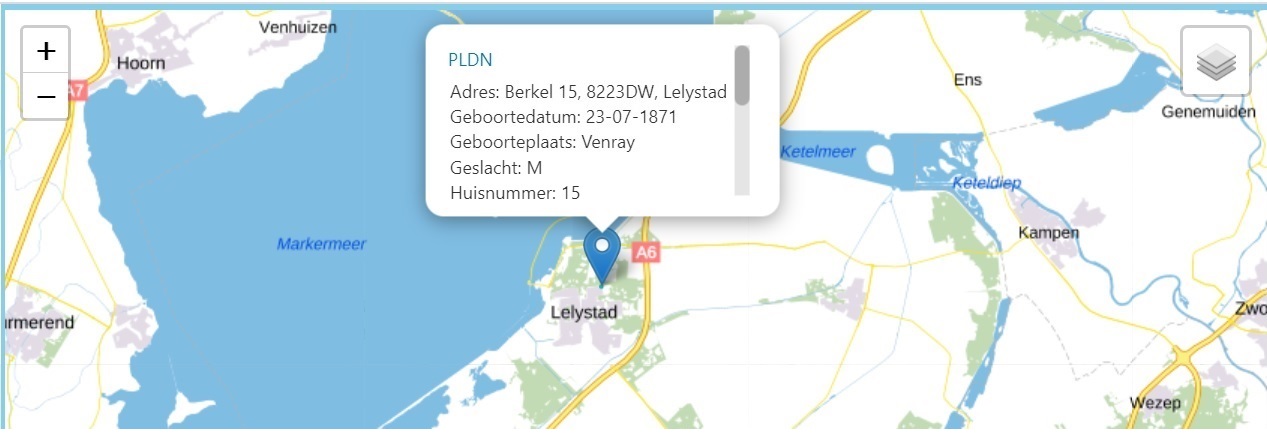 Venhuizen
+
Hoorn
A7
−
PLDN
Adres: Berkel 15, 8223DW, Lelystad
Geboortedatum: 23-07-1871
Geboorteplaats: Venray
Geslacht: M
Huisnummer: 15
Ens
Genemuiden
Ketelmeer
Keteldiep
Kampen
Markermeer
A6
Lelystad
urmerend
Zwo
Wezep